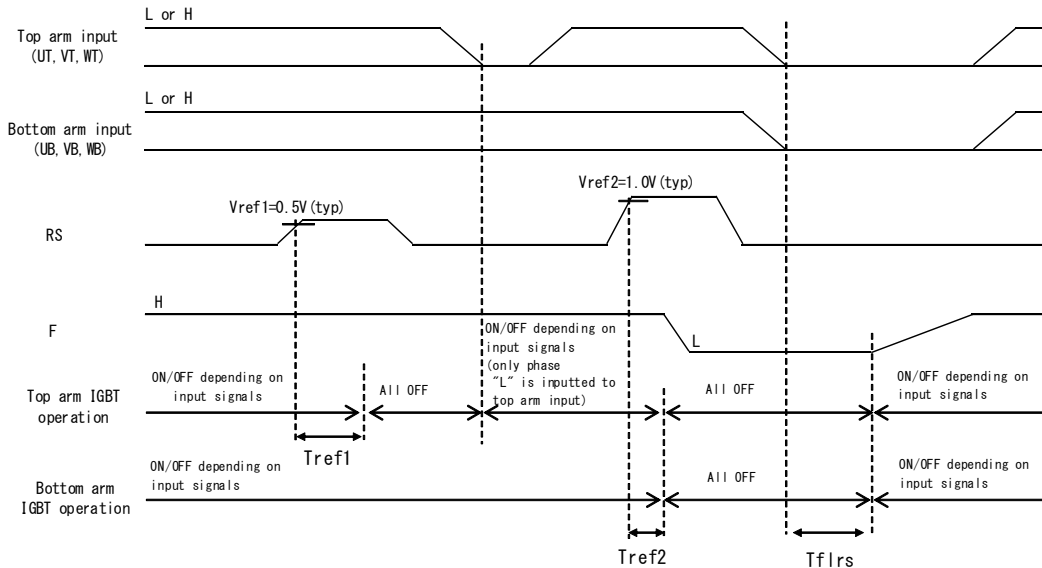 L or H
Top arm input
(UT, VT, WT)
L or H
Bottom arm input
(UB, VB, WB)
Vref2=1.0V(typ)
Vref1=0.5V(typ)
RS
H
F
L
ON/OFF depending on
input signals
(only phase
"L" is inputted to
top arm input)
Top arm IGBT
operation
ON/OFF depending on
input signals
All OFF
All OFF
ON/OFF depending on
input signals
Tref1
Bottom arm
IGBT operation
ON/OFF depending on
input signals
All OFF
ON/OFF depending on
input signals
Tref2
Tflrs